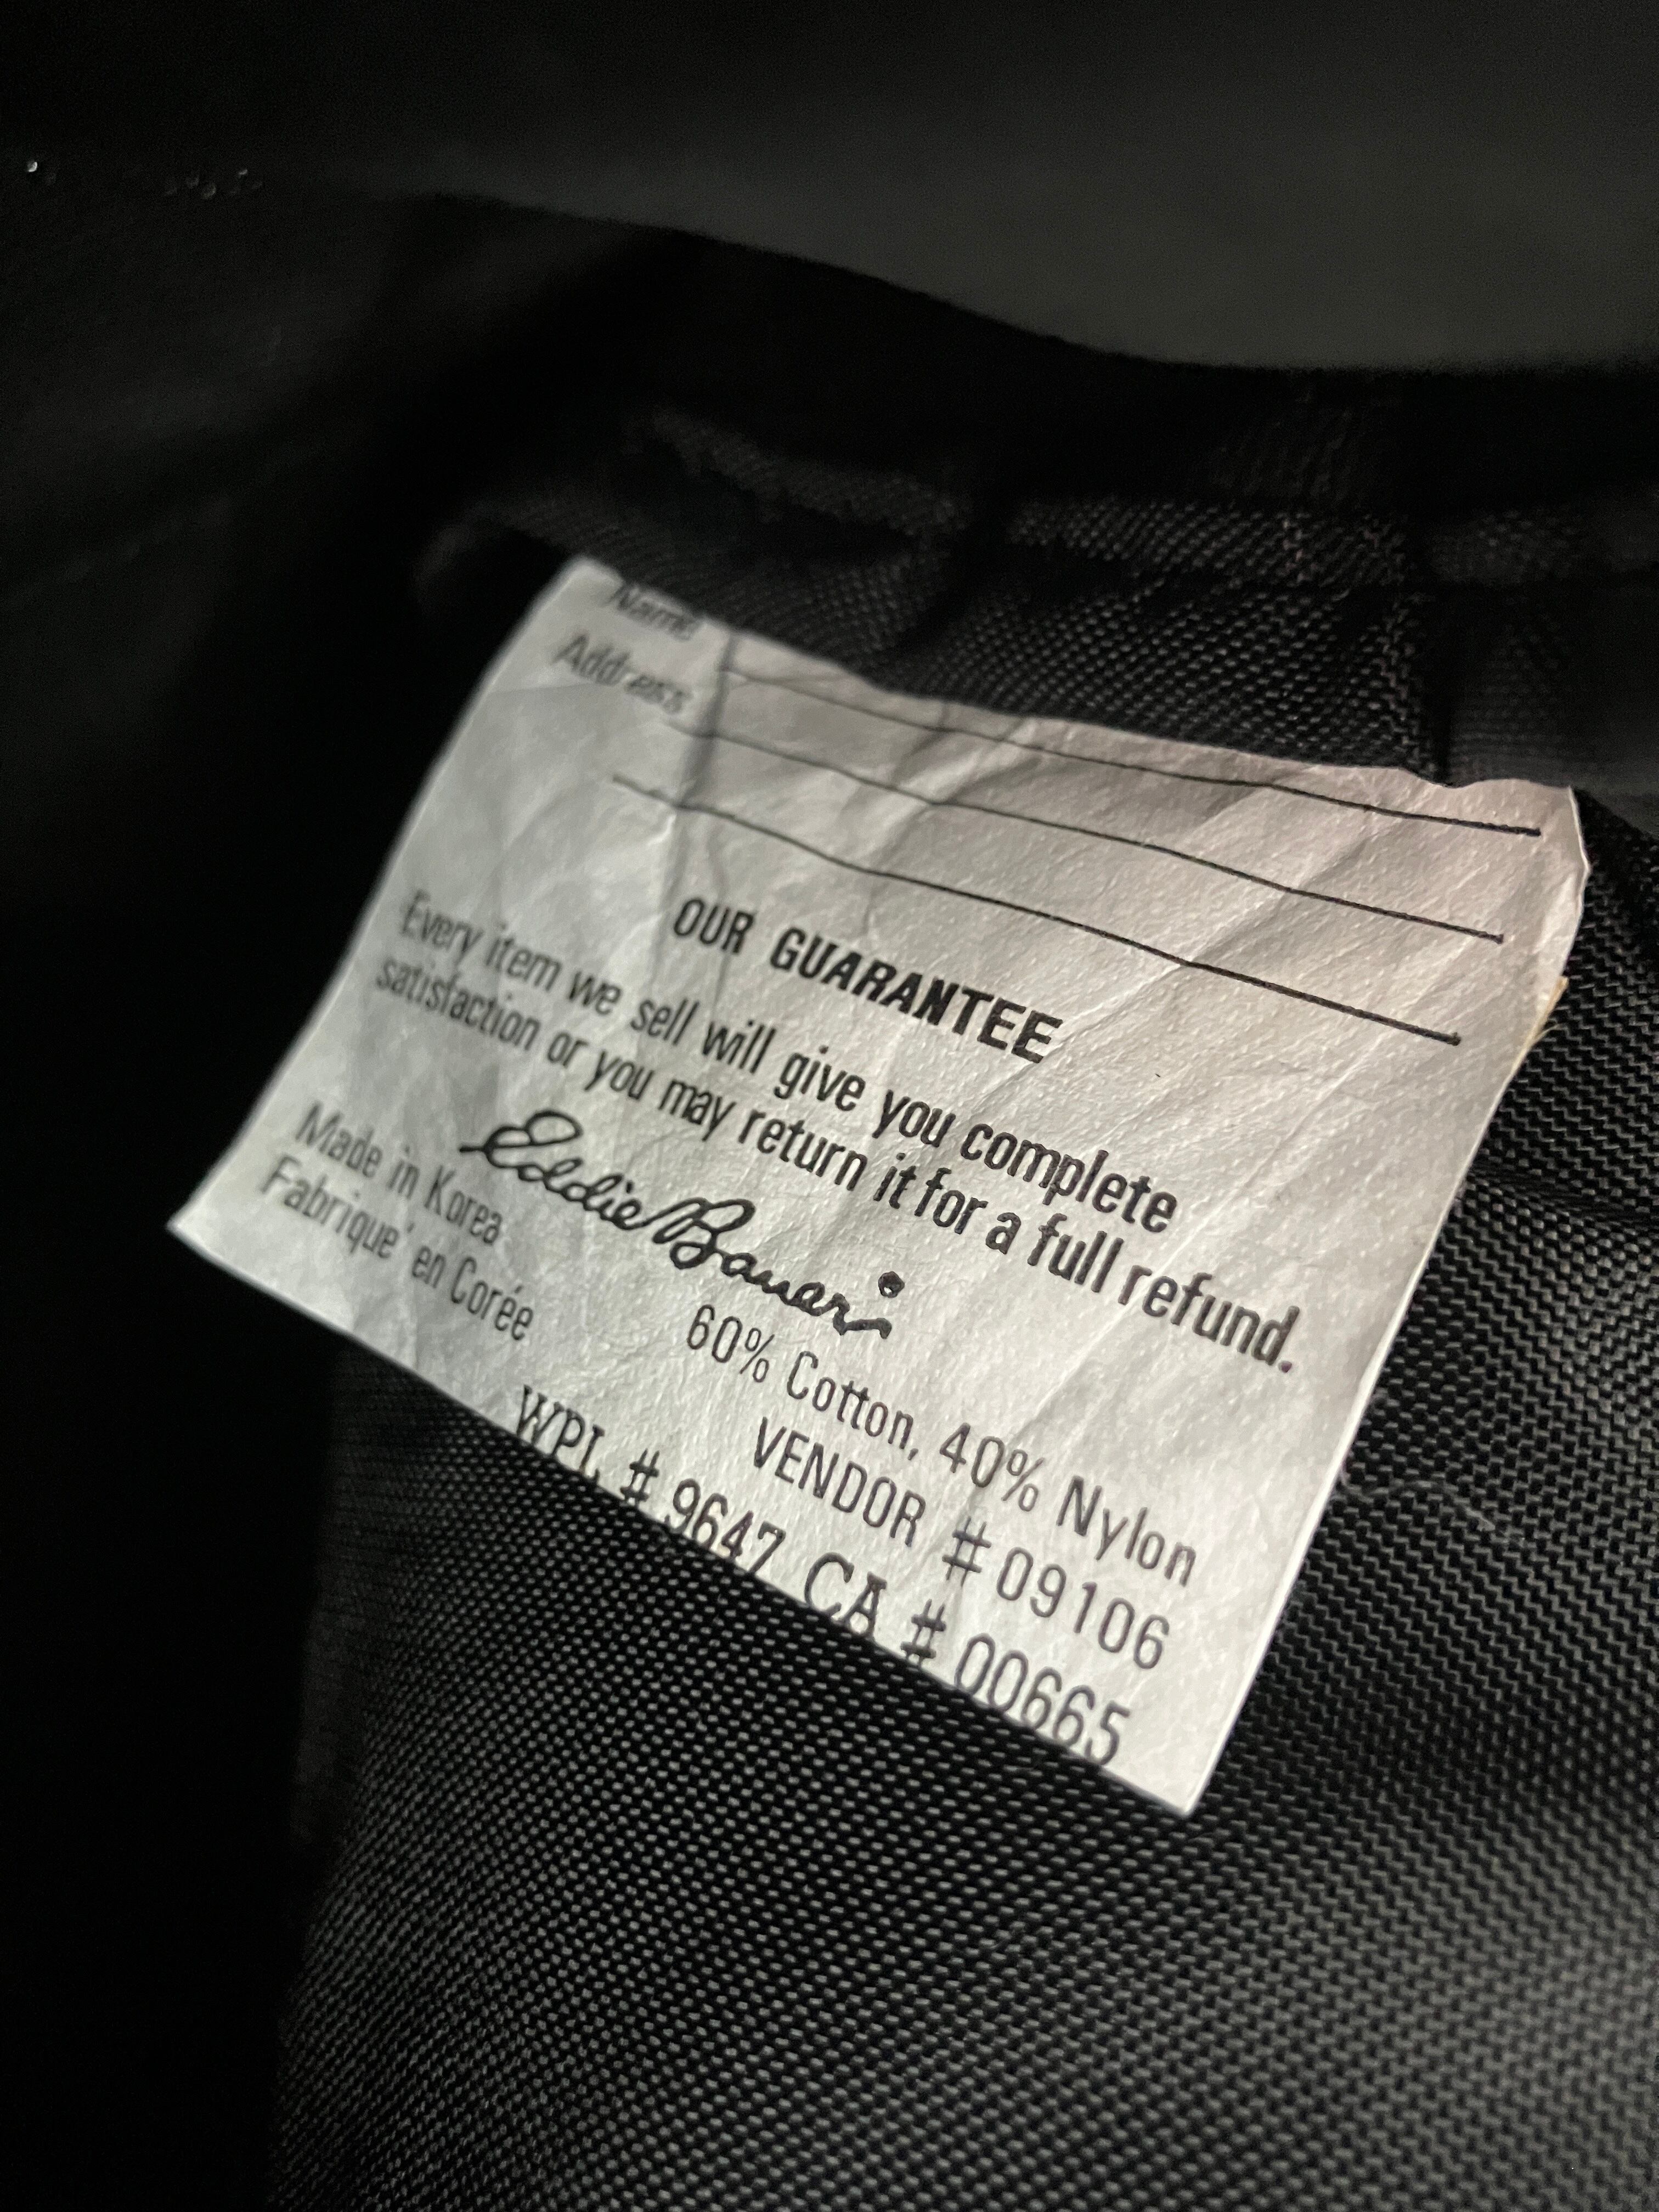 Name
Address
OUR GUARANTEE
Every item we sell will give you complete
satisfaction or you may return it for a full refund.
Eddie Bauer
Made in Korea
Fabrique' en Corée
60% Cotton, 40% Nylon
VENDOR # 09106
WPL # 9647 CA # 00665